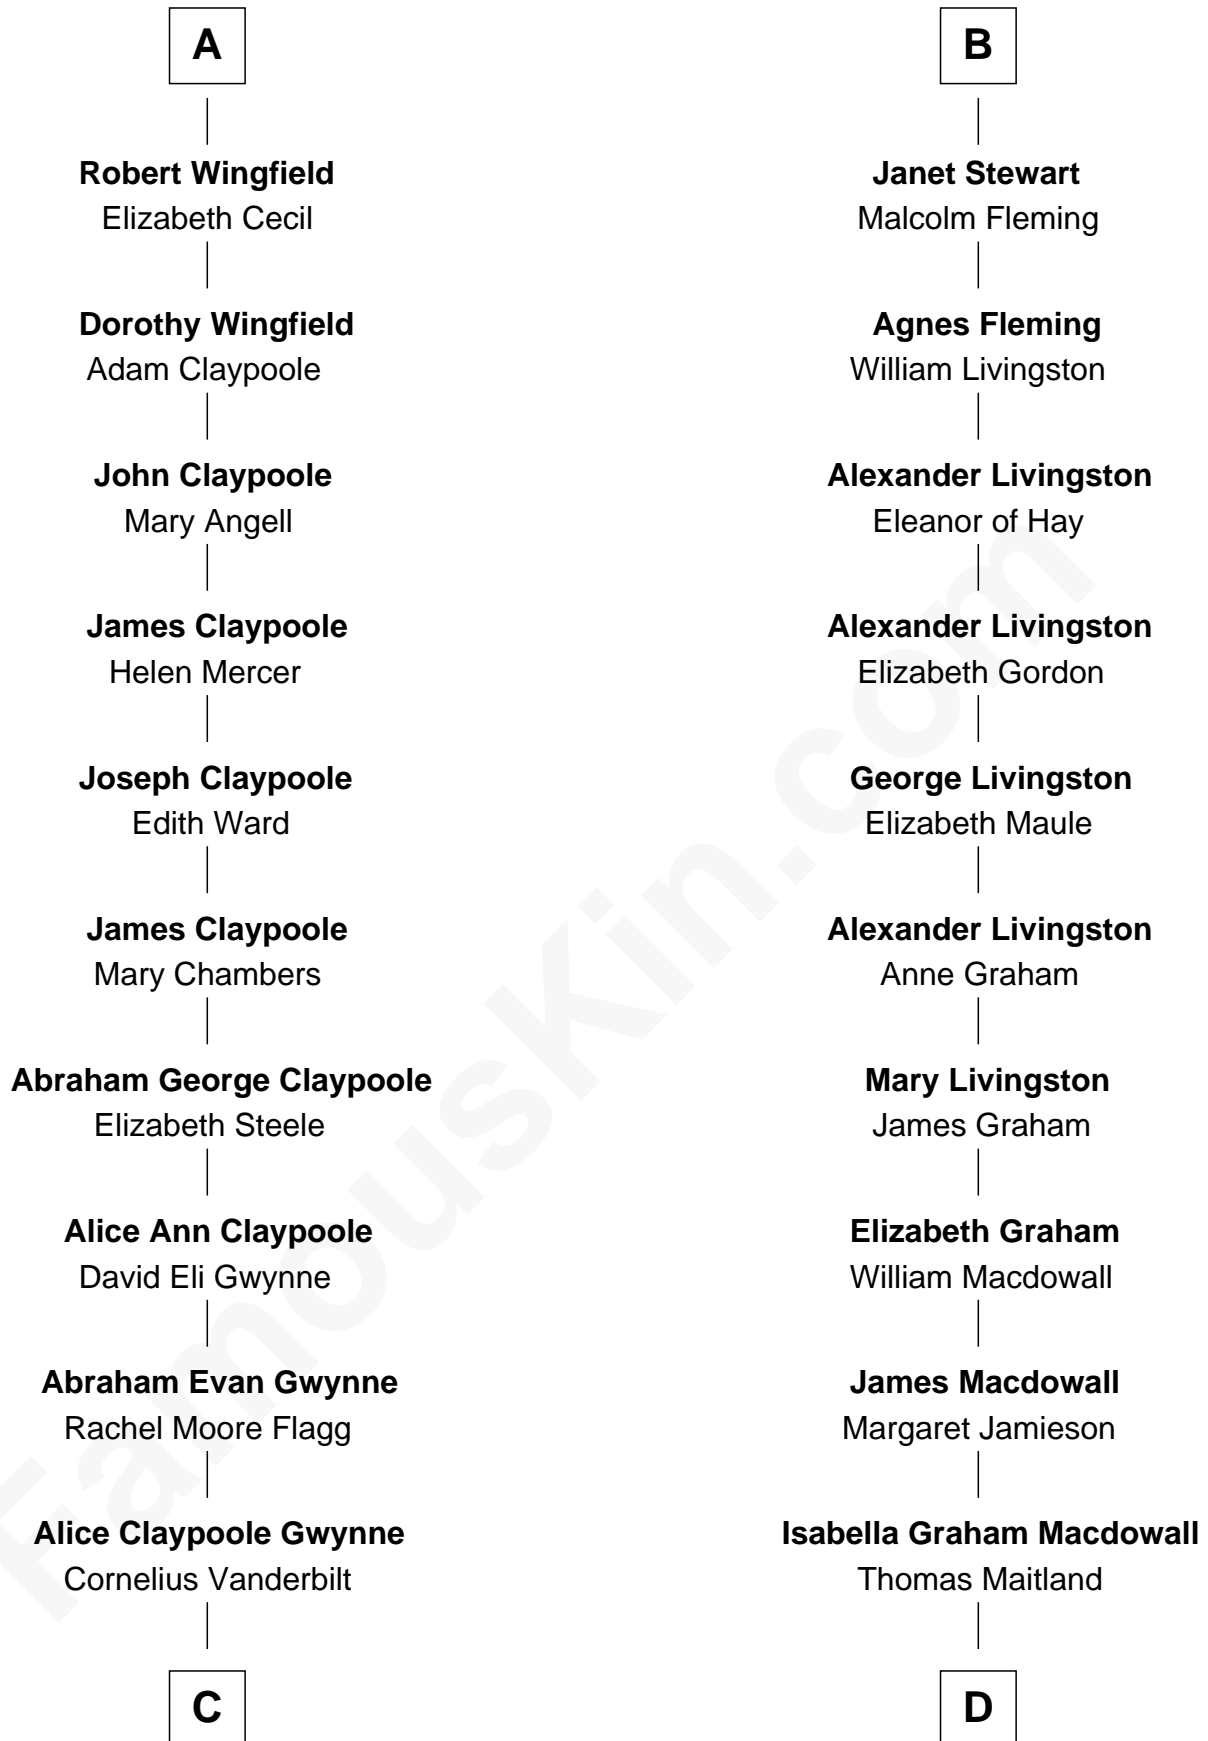 A
Robert Wingfield
Elizabeth Cecil
Dorothy Wingfield
Adam Claypoole
John Claypoole
Mary Angell
James Claypoole
Helen Mercer
Joseph Claypoole
Edith Ward
James Claypoole
Mary Chambers
Abraham George Claypoole
Elizabeth Steele
Alice Ann Claypoole
David Eli Gwynne
Abraham Evan Gwynne
Rachel Moore Flagg
Alice Claypoole Gwynne
Cornelius Vanderbilt
C
B
Janet Stewart
Malcolm Fleming
Agnes Fleming
William Livingston
Alexander Livingston
Eleanor of Hay
Alexander Livingston
Elizabeth Gordon
George Livingston
Elizabeth Maule
Alexander Livingston
Anne Graham
Mary Livingston
James Graham
Elizabeth Graham
William Macdowall
James Macdowall
Margaret Jamieson
Isabella Graham Macdowall
Thomas Maitland
D
FamousKin.com